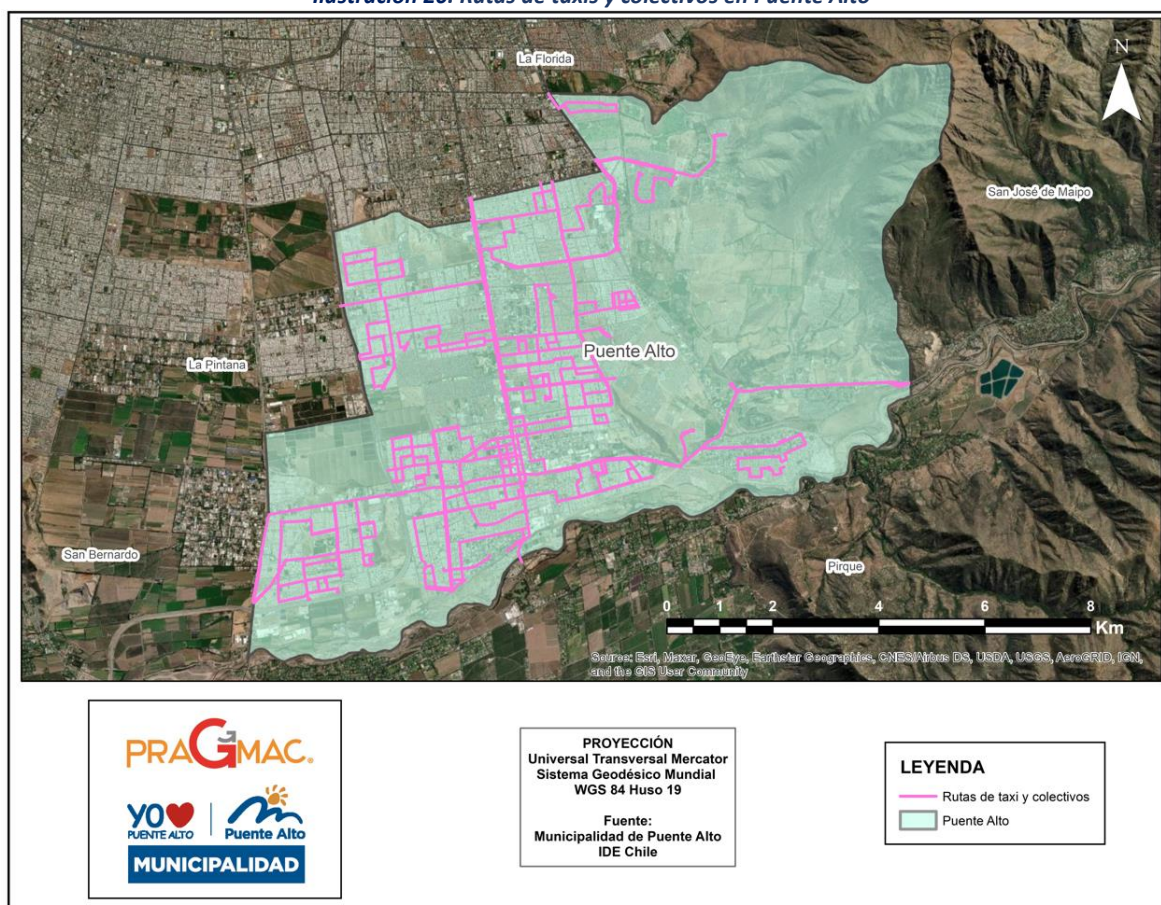 Ilustración 20. Rutas de taxis y colectivos en Puente Alto
La Florida
N
San José de Maipo
La Pintana
Puente Alto
San Bernardo
Pirque
0 1 2 4 6 8
Km
Source: Esri, Maxar, GeoEye, Earthstar Geographics, CNES/Airbus DS, USDA, USGS, AeroGRID, IGN,
and the GIS User Community
PRAGMAC.
YO
PUENTE ALTO
Puente Alto
MUNICIPALIDAD
PROYECCIÓN
Universal Transversal Mercator
Sistema Geodésico Mundial
WGS 84 Huso 19
Fuente:
Municipalidad de Puente Alto
IDE Chile
LEYENDA
Rutas de taxi y colectivos
Puente Alto